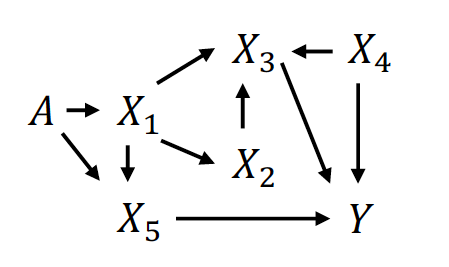 X₃ X₄
A X₁
X₂
X₅ Y